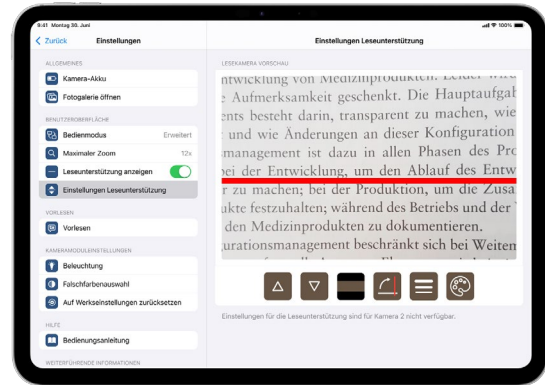 9:41 Montag 30. Juni
100%
Zurück
Einstellungen
Einstellungen Leseunterstützung
ALLGEMEINES
Kamera-Akku
Fotogalerie öffnen
BENUTZEROBERFLÄCHE
Bedienmodus Erweitert
Maximaler Zoom 12x
Leseunterstützung anzeigen
Einstellungen Leseunterstützung
VORLESEN
Vorlesen
KAMERAMODULEINSTELLUNGEN
Beleuchtung
Falschfarbenauswahl
Auf Werkseinstellungen zurücksetzen
HILFE
Bedienungsanleitung
WEITERFÜHRENDE INFORMATIONEN
LESEKAMERA VORSCHAU
ntwicklung von Medizinprodukten. Leider wird
e Aufmerksamkeit geschenkt. Die Hauptaufgab
ents besteht darin, transparent zu machen, wie
und wie Änderungen an dieser Konfiguration
smanagement ist dazu in allen Phasen des Pro
bei der Entwicklung, um den Ablauf des Entw
r zu machen; bei der Produktion, um die Zusa
ukte festzuhalten; während des Betriebs und der
den Medizinprodukten zu dokumentieren.
urationsmanagement beschränkt sich bei Weitem
Einstellungen für die Leseunterstützung sind für Kamera 2 nicht verfügbar.